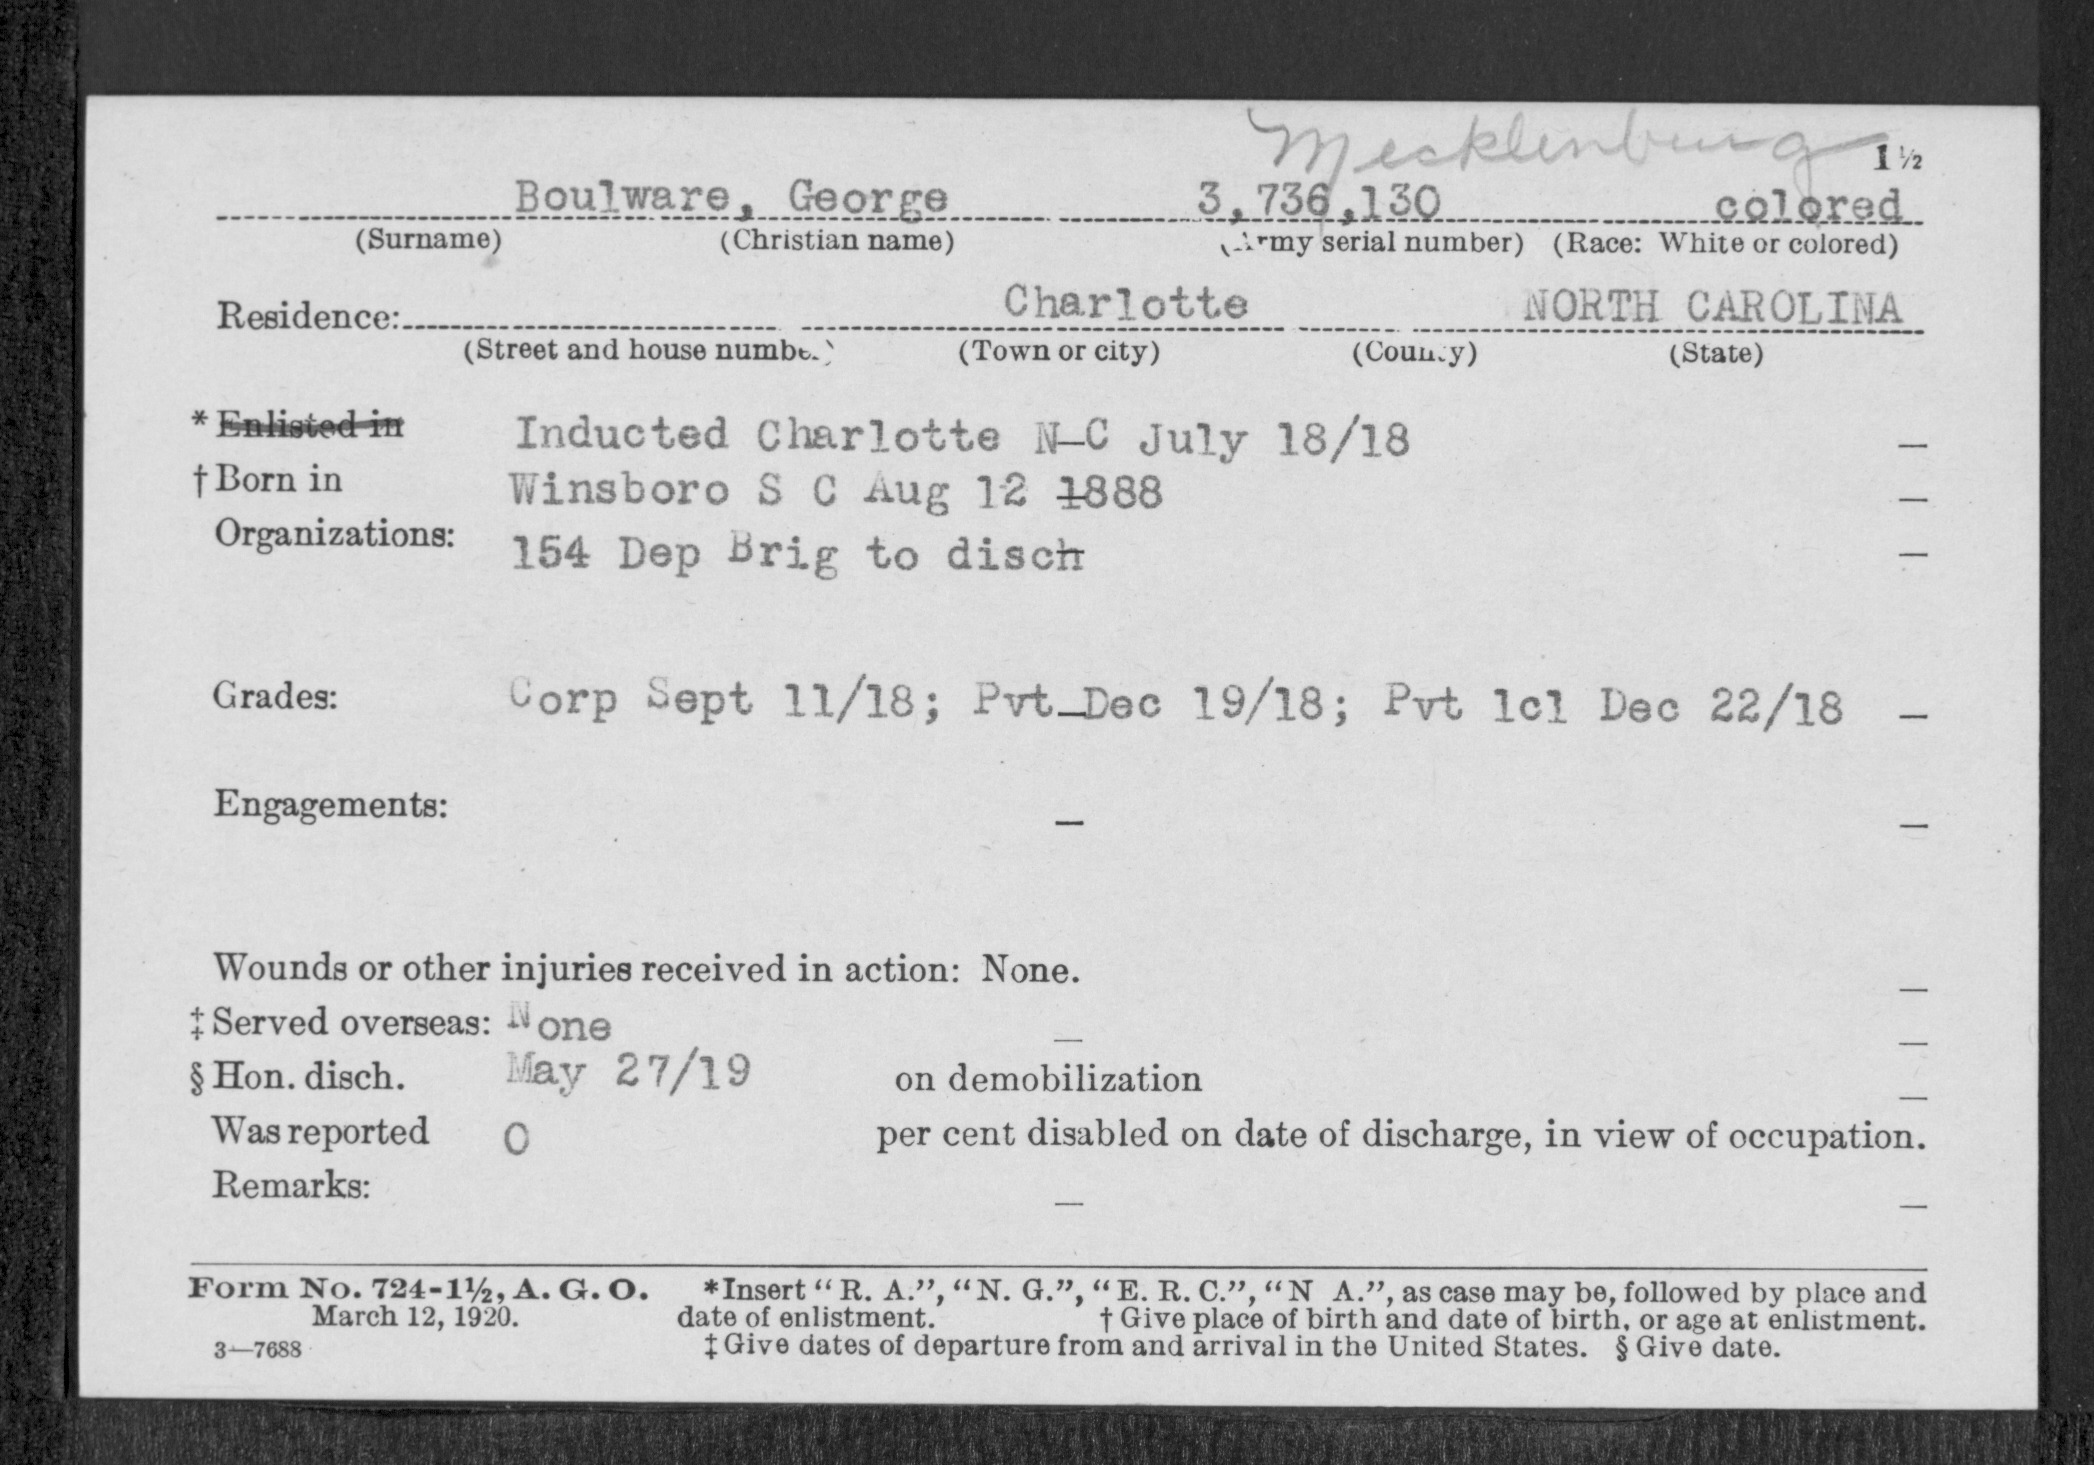 Mecklenburg
1 ½
Boulware, George 3,736,130 colored
(Surname) (Christian name) (Army serial number) (Race: White or colored)
Residence: Charlotte NORTH CAROLINA
(Street and house number) (Town or city) (County) (State)
* Enlisted in Inducted Charlotte N C July 18/18
† Born in Winsboro S C Aug 12 1888
Organizations: 154 Dep Brig to disch
Grades: Corp Sept 11/18; Pvt Dec 19/18; Pvt 1cl Dec 22/18
Engagements:
Wounds or other injuries received in action: None.
‡ Served overseas: None
§ Hon. disch. May 27/19 on demobilization
Was reported 0 per cent disabled on date of discharge, in view of occupation.
Remarks:
Form No. 724-1½, A. G. O. *Insert "R. A.", "N. G.", "E. R. C.", "N A.", as case may be, followed by place and
March 12, 1920. date of enlistment. † Give place of birth and date of birth, or age at enlistment.
3—7688 ‡ Give dates of departure from and arrival in the United States. § Give date.